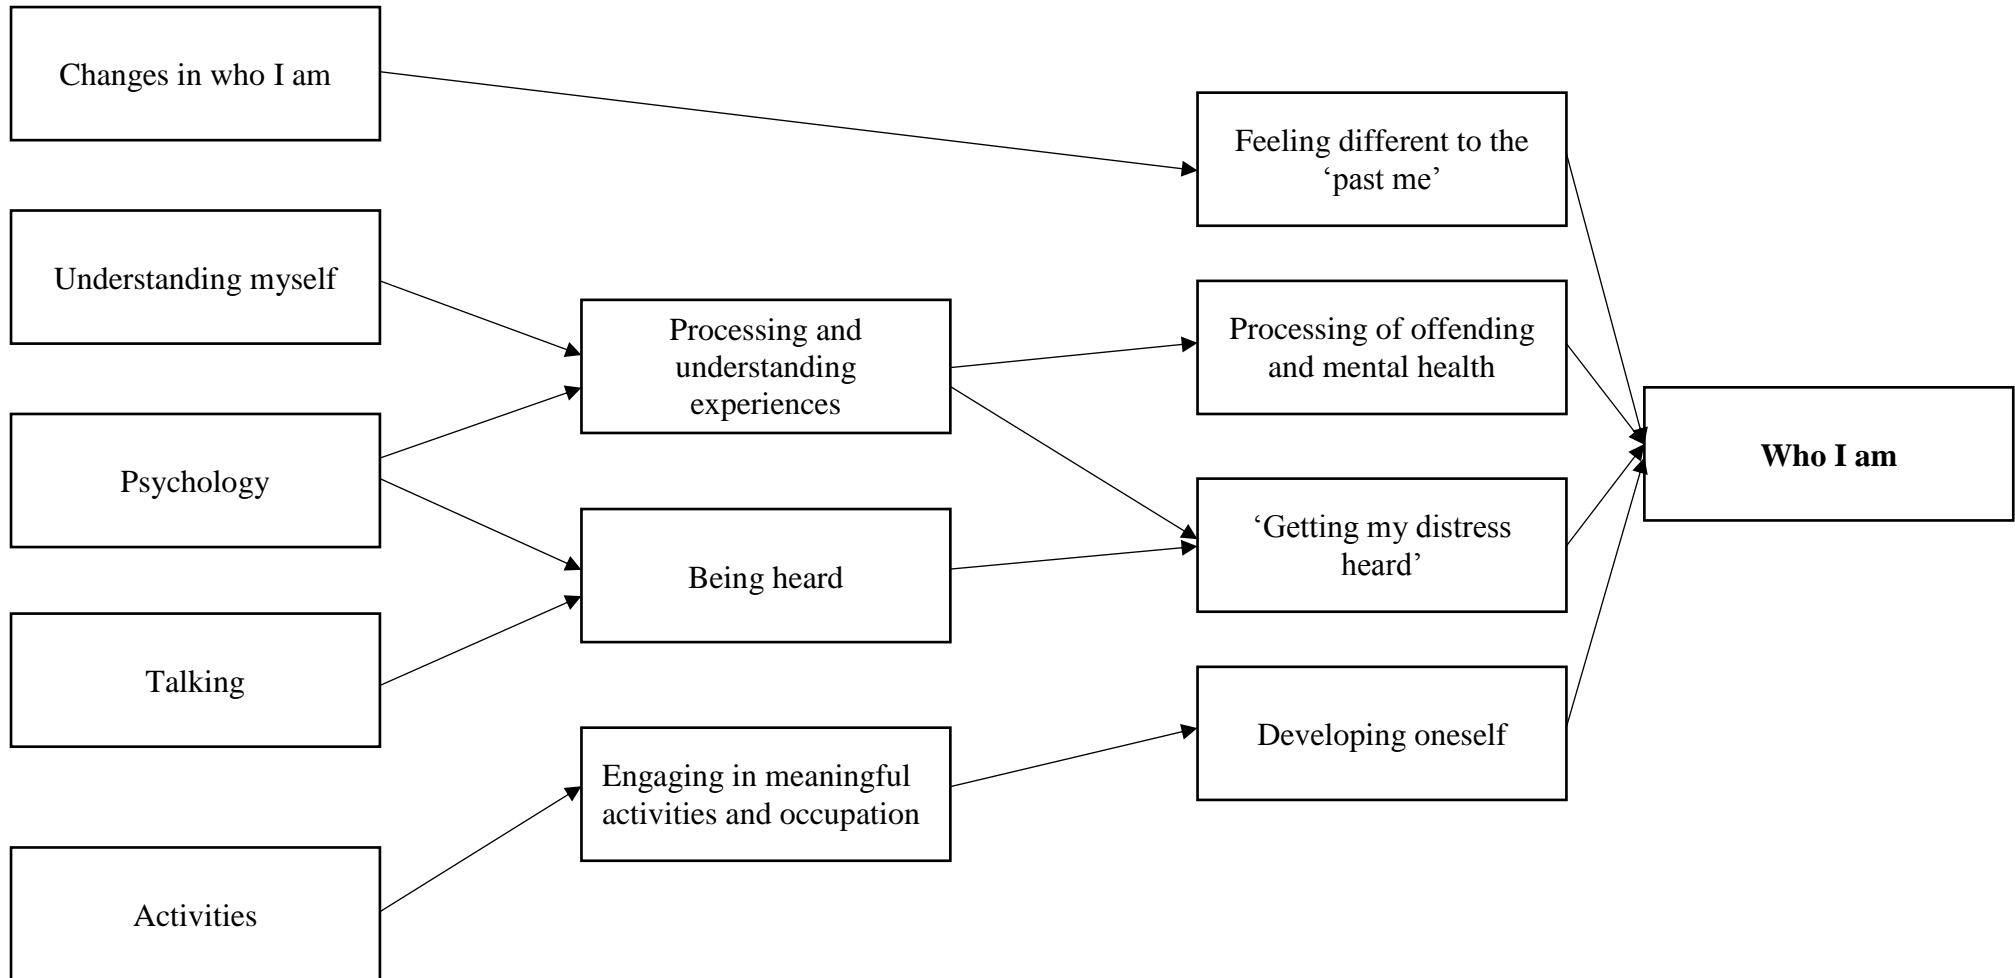 Changes in who I am
Understanding myself
Psychology
Talking
Activities
Processing and
understanding
experiences
Being heard
Engaging in meaningful
activities and occupation
Feeling different to the
‘past me’
Processing of offending
and mental health
‘Getting my distress
heard’
Developing oneself
Who I am